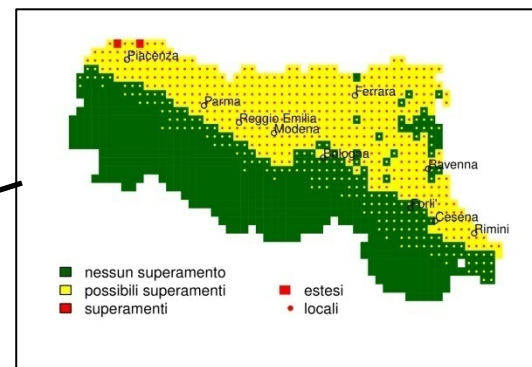 Piacenza
Ferrara
Parma
Reggio Emilia
Modena
Bologna
Ravenna
Forli'
Cesena
Rimini
nessun superamento
possibili superamenti
superamenti
estesi
locali